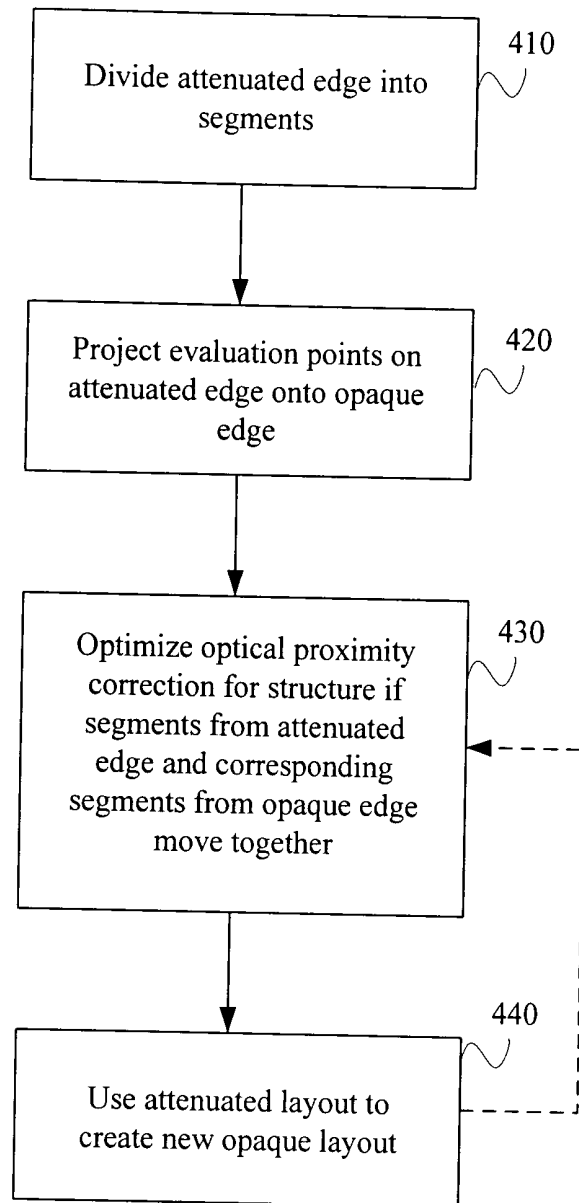 410
Divide attenuated edge into
segments
420
Project evaluation points on
attenuated edge onto opaque
edge
430
Optimize optical proximity
correction for structure if
segments from attenuated
edge and corresponding
segments from opaque edge
move together
440
Use attenuated layout to
create new opaque layout